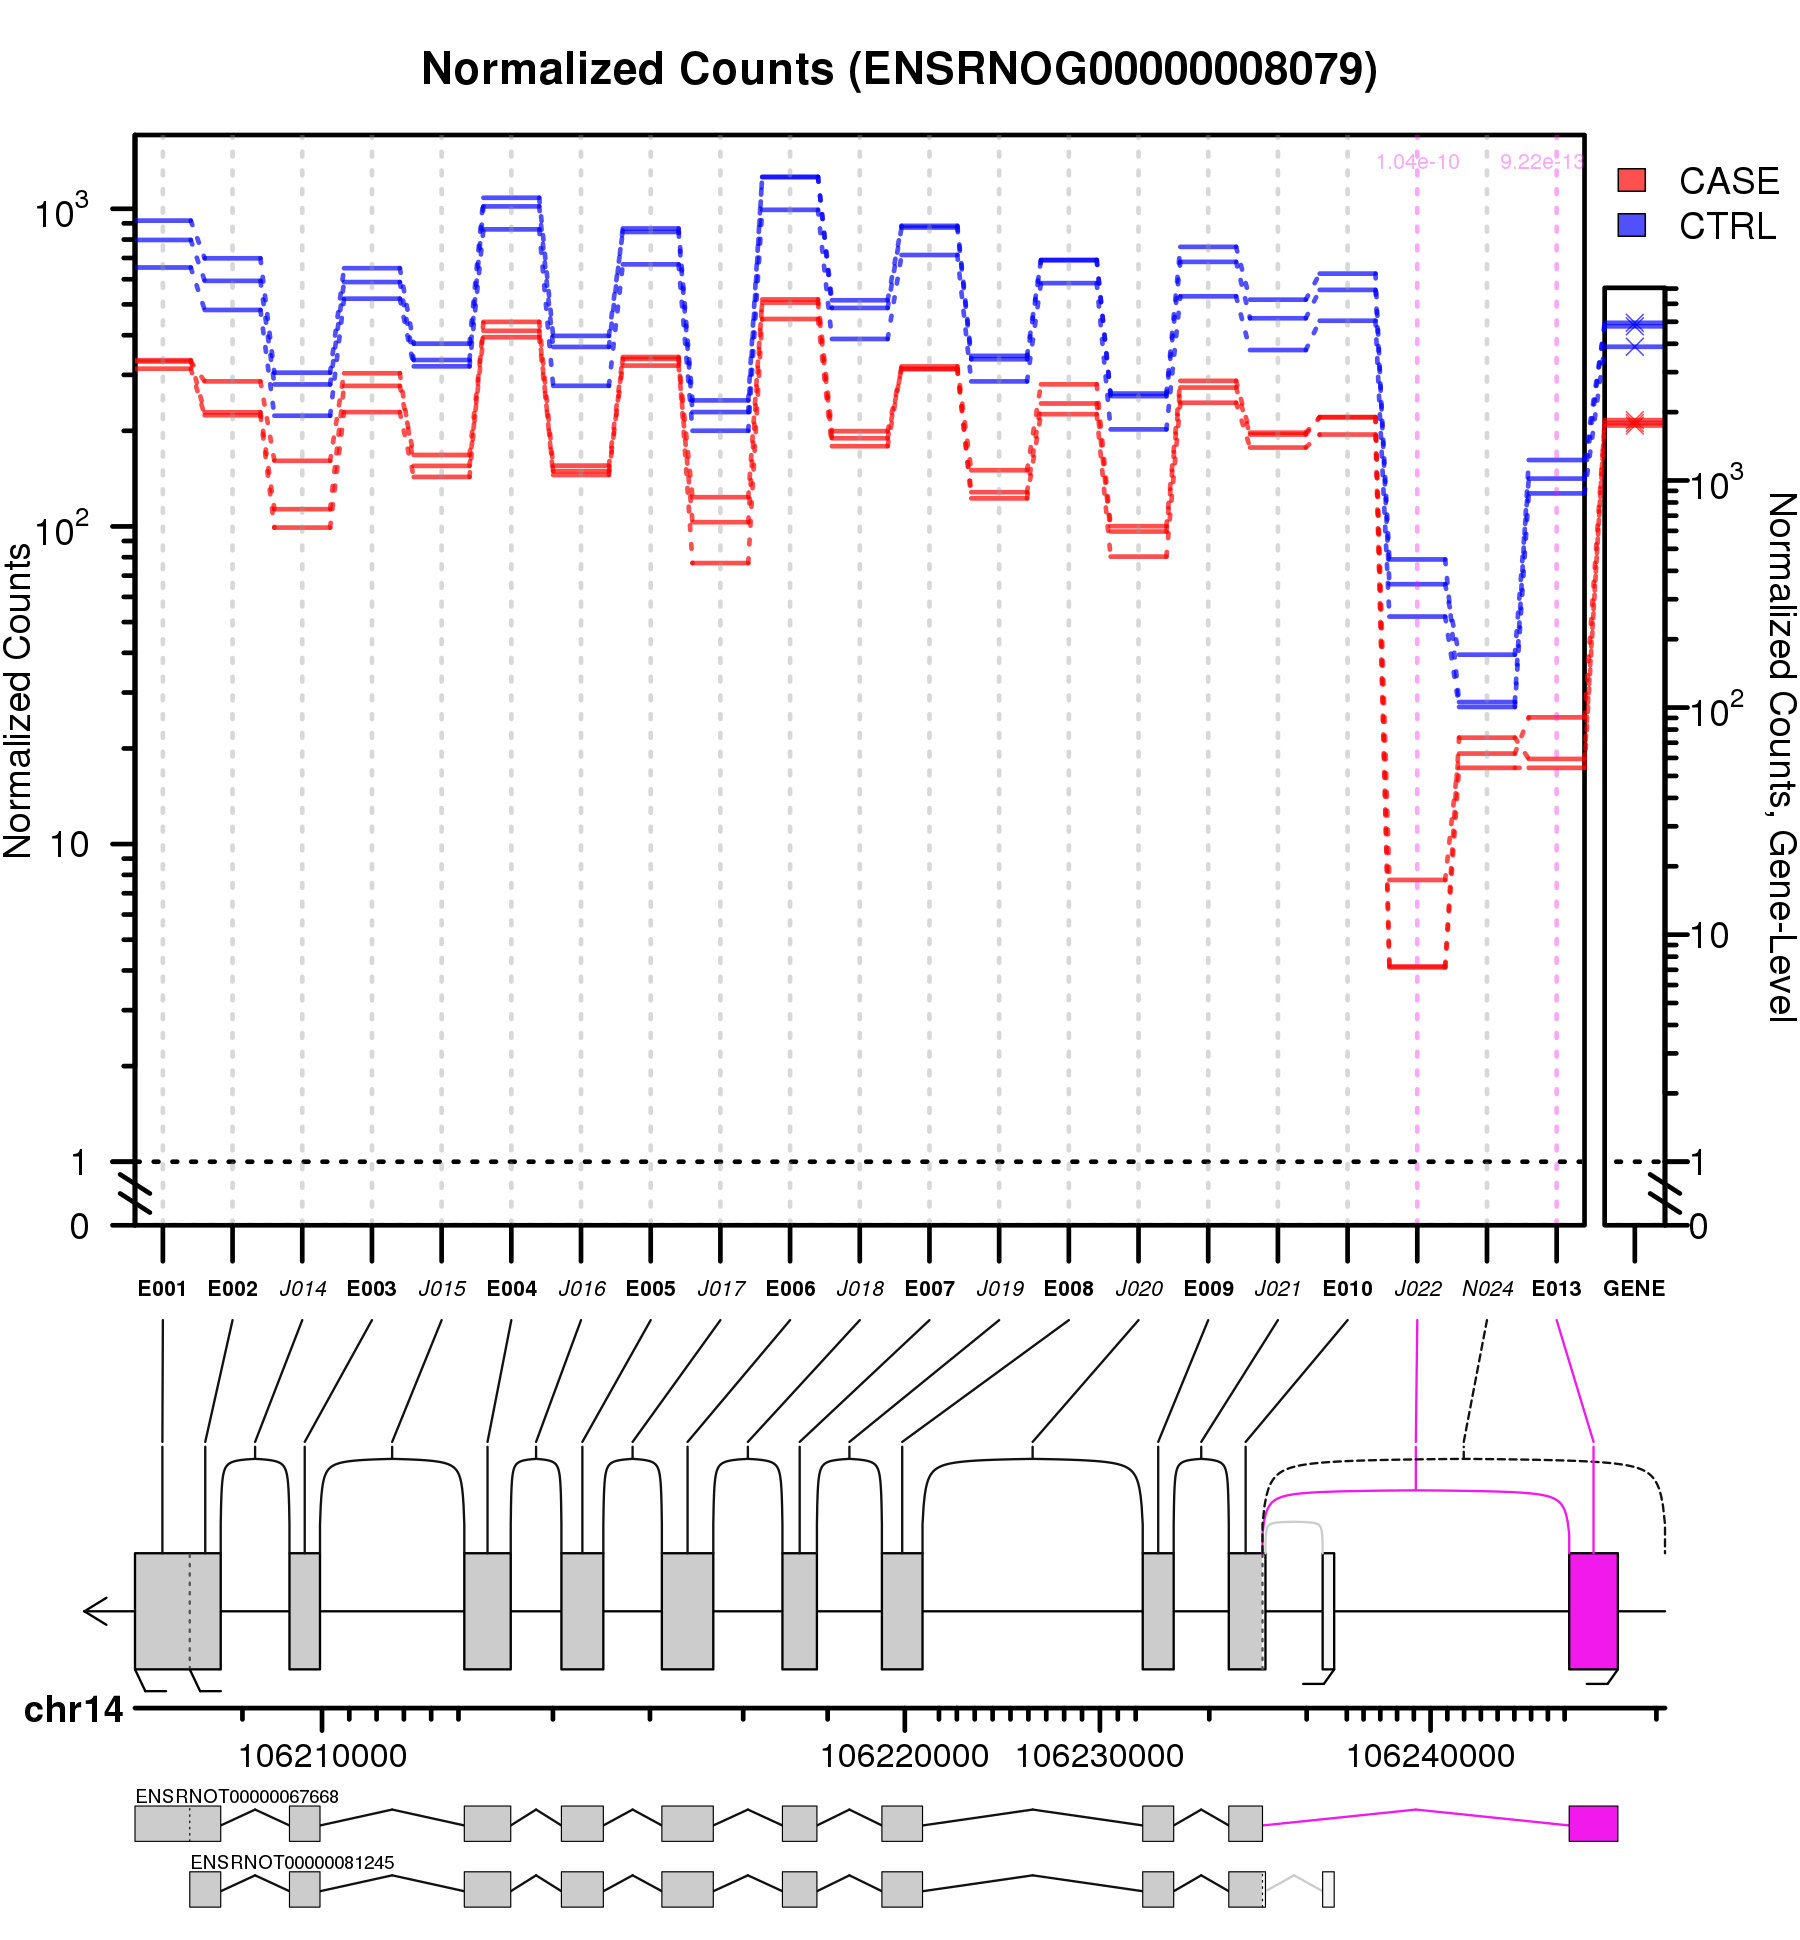 Normalized Counts (ENSRNOG00000008079)
1.04e-10 9.22e-13
CASE
CTRL
Normalized Counts
10^3
10^2
10
1
0
10^3
10^2
10
1
0
Normalized Counts, Gene-Level
E001 E002 J014 E003 J015 E004 J016 E005 J017 E006 J018 E007 J019 E008 J020 E009 J021 E010 J022 N024 E013 GENE
chr14
106210000 106220000 106230000 106240000
ENSRNOT00000067668
ENSRNOT00000081245